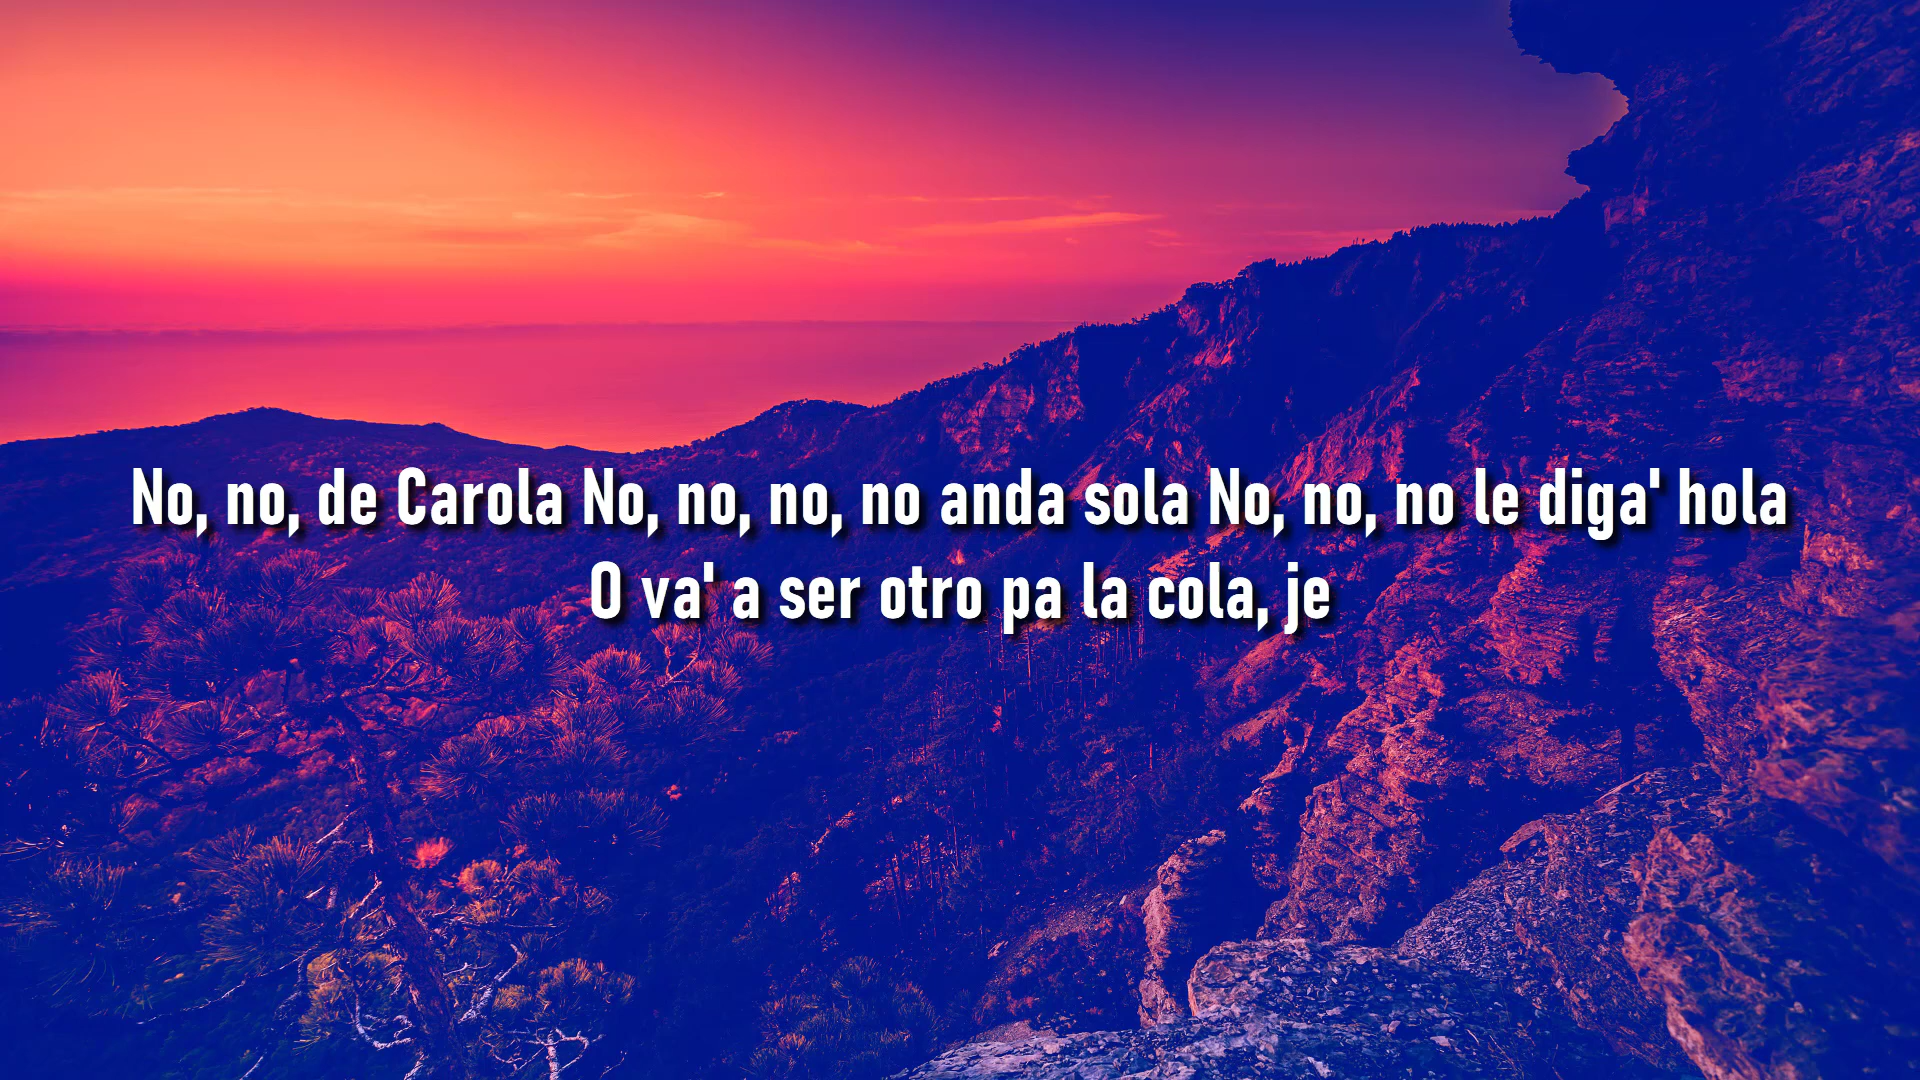 No, no, de Carola No, no, no, no anda sola No, no, no le diga' hola
O va' a ser otro pa la cola, je